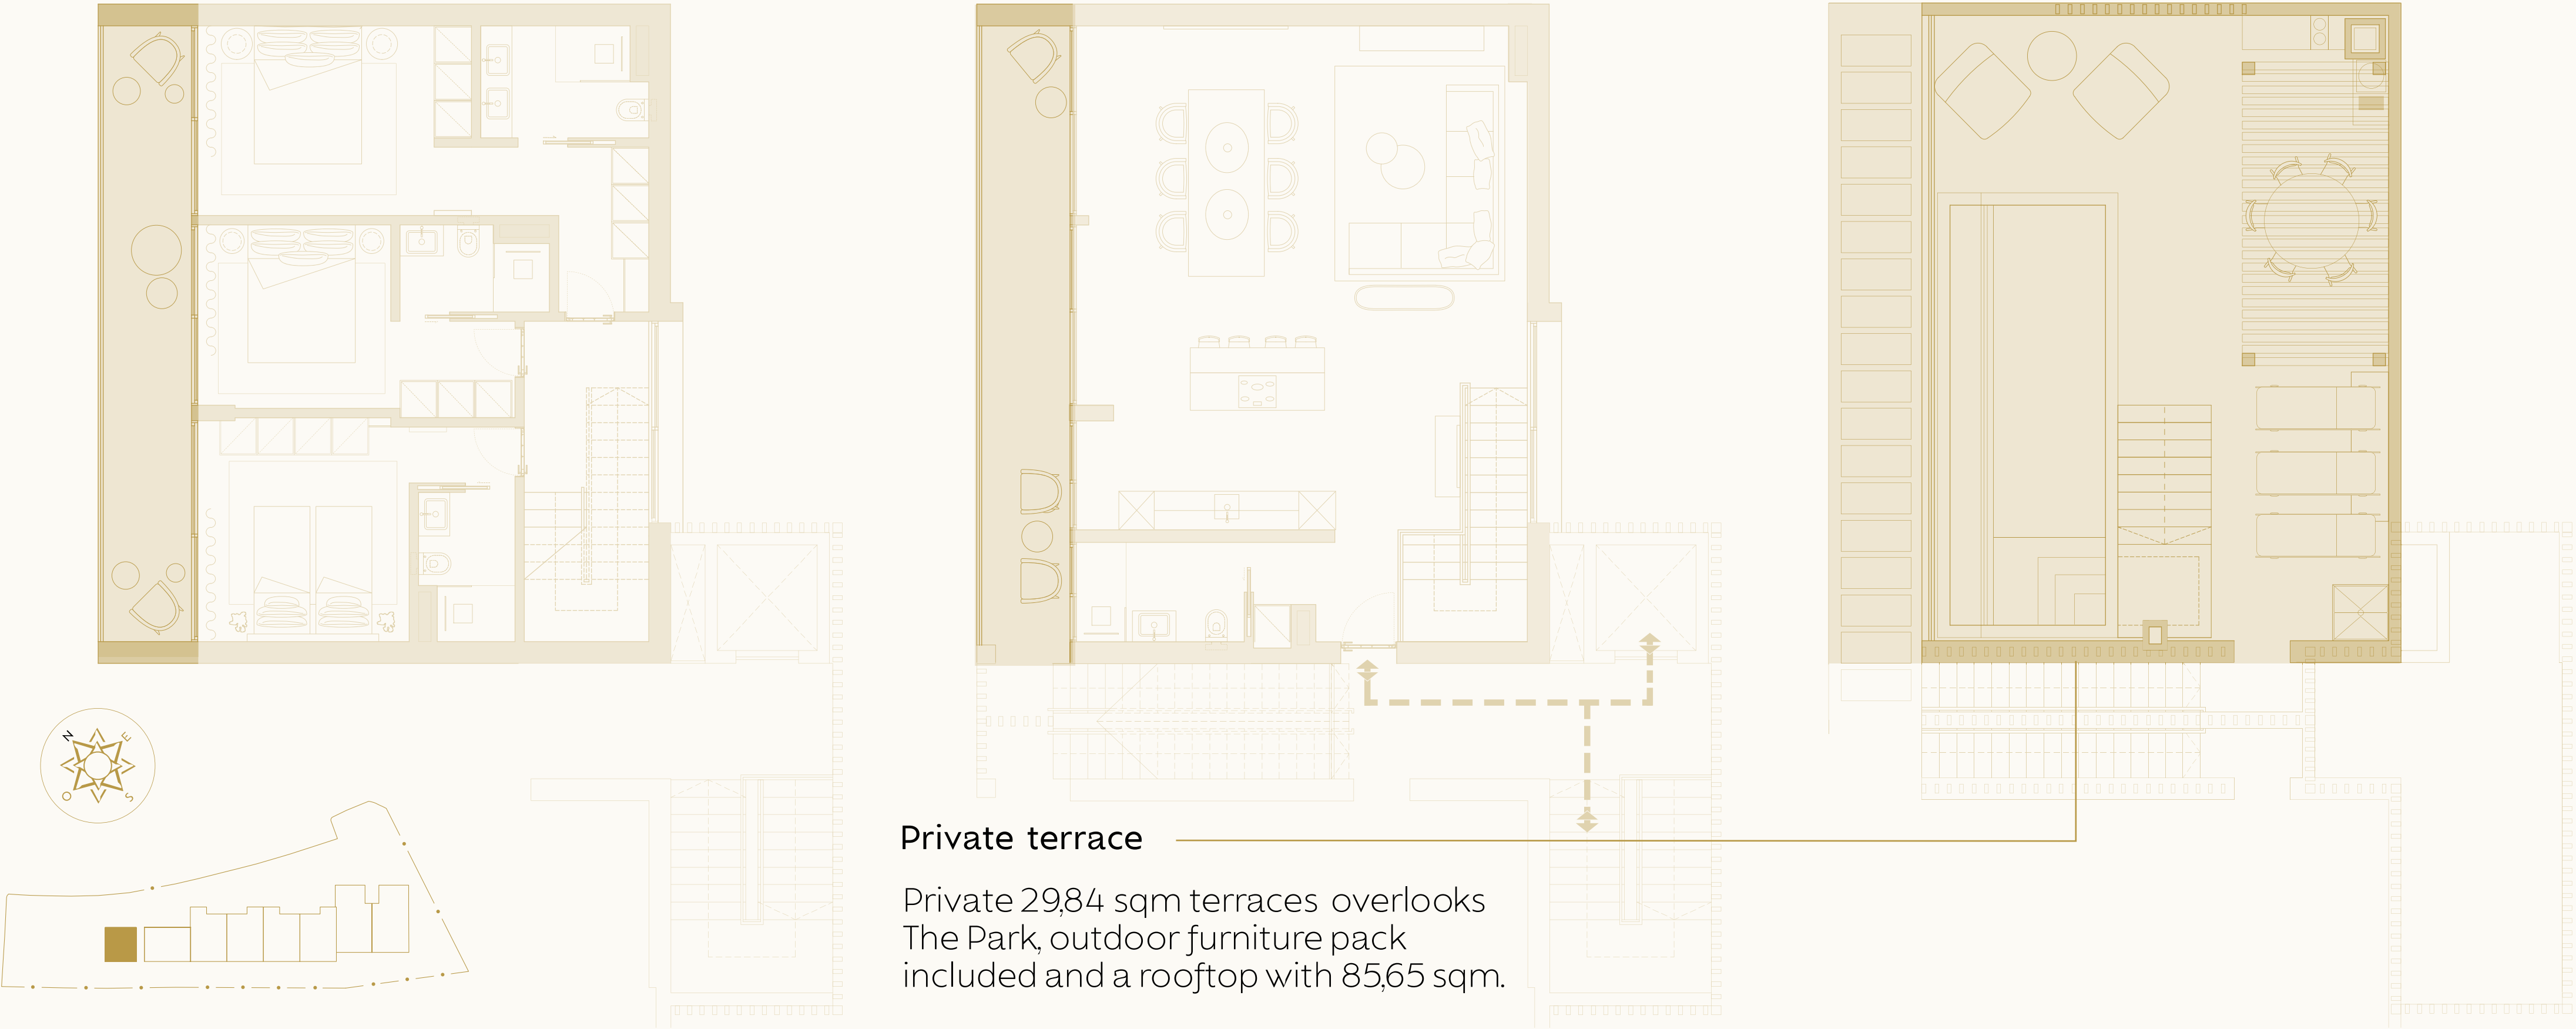 N
E
O
S
Private terrace
Private 29,84 sqm terraces overlooks
The Park, outdoor furniture pack
included and a rooftop with 85,65 sqm.